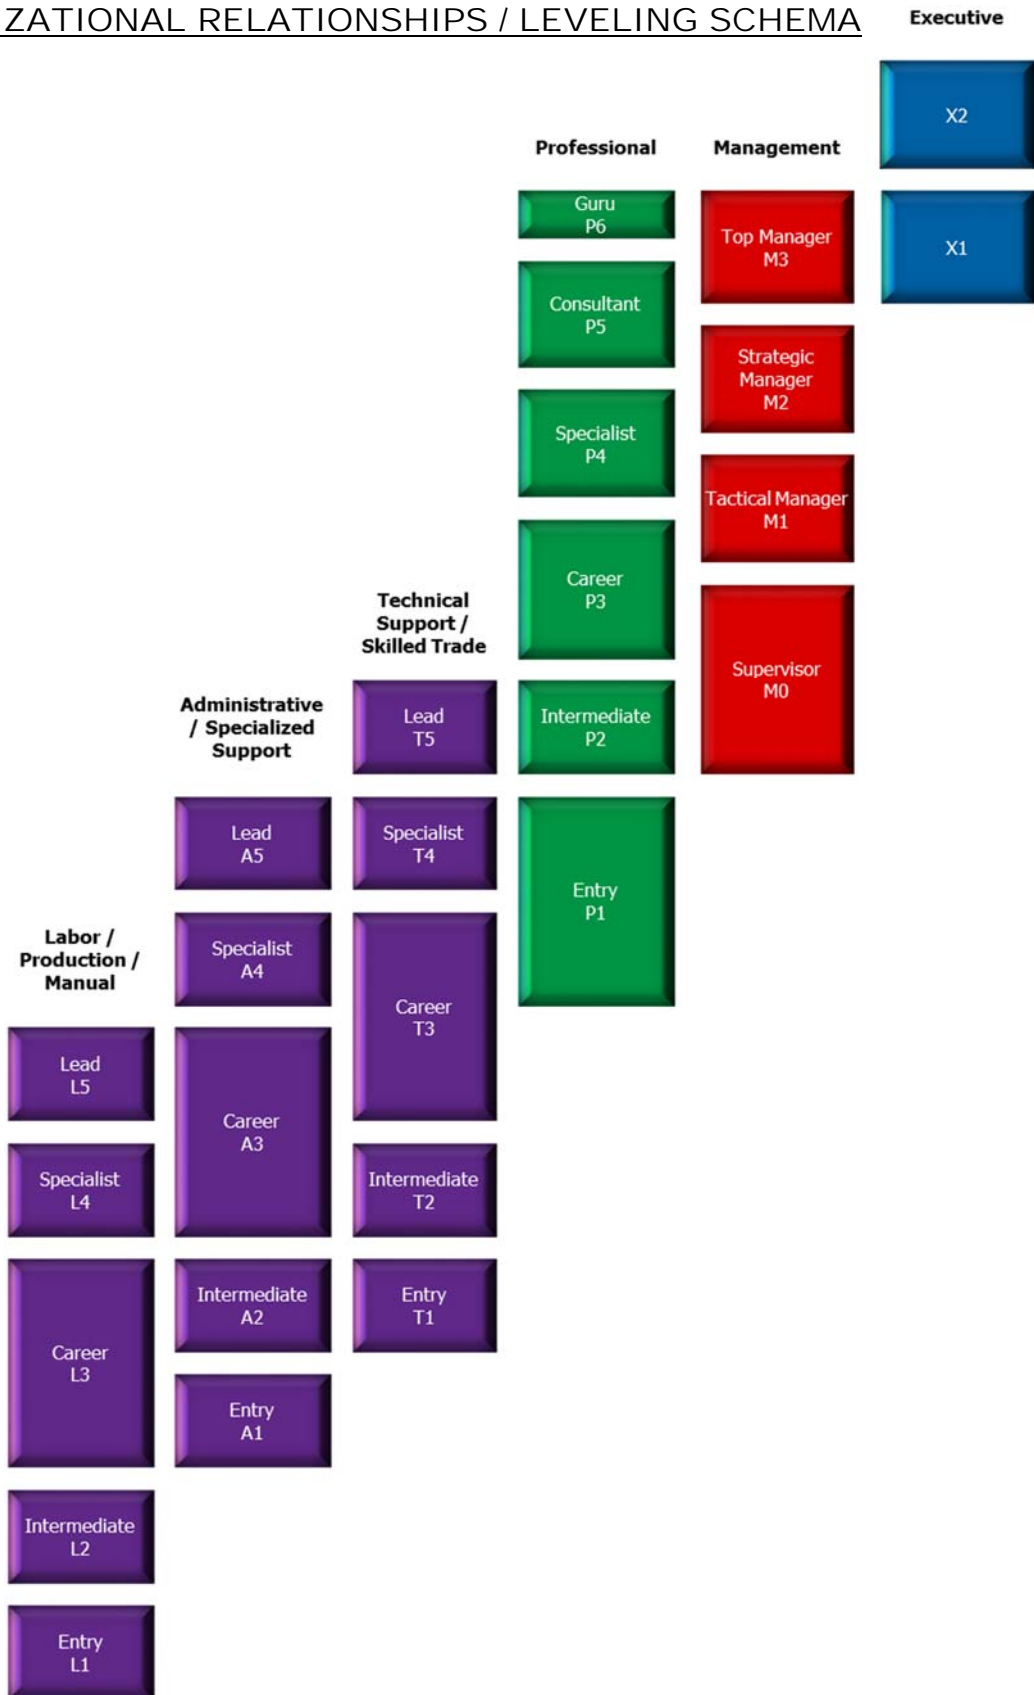 ZATIONAL RELATIONSHIPS / LEVELING SCHEMA
Executive
X2
X1
Professional
Guru
P6
Consultant
P5
Specialist
P4
Career
P3
Intermediate
P2
Entry
P1
Management
Top Manager
M3
Strategic
Manager
M2
Tactical Manager
M1
Supervisor
M0
Technical
Support /
Skilled Trade
Lead
T5
Specialist
T4
Career
T3
Intermediate
T2
Entry
T1
Administrative
/ Specialized
Support
Lead
A5
Specialist
A4
Career
A3
Intermediate
A2
Entry
A1
Labor /
Production /
Manual
Lead
L5
Specialist
L4
Career
L3
Intermediate
L2
Entry
L1